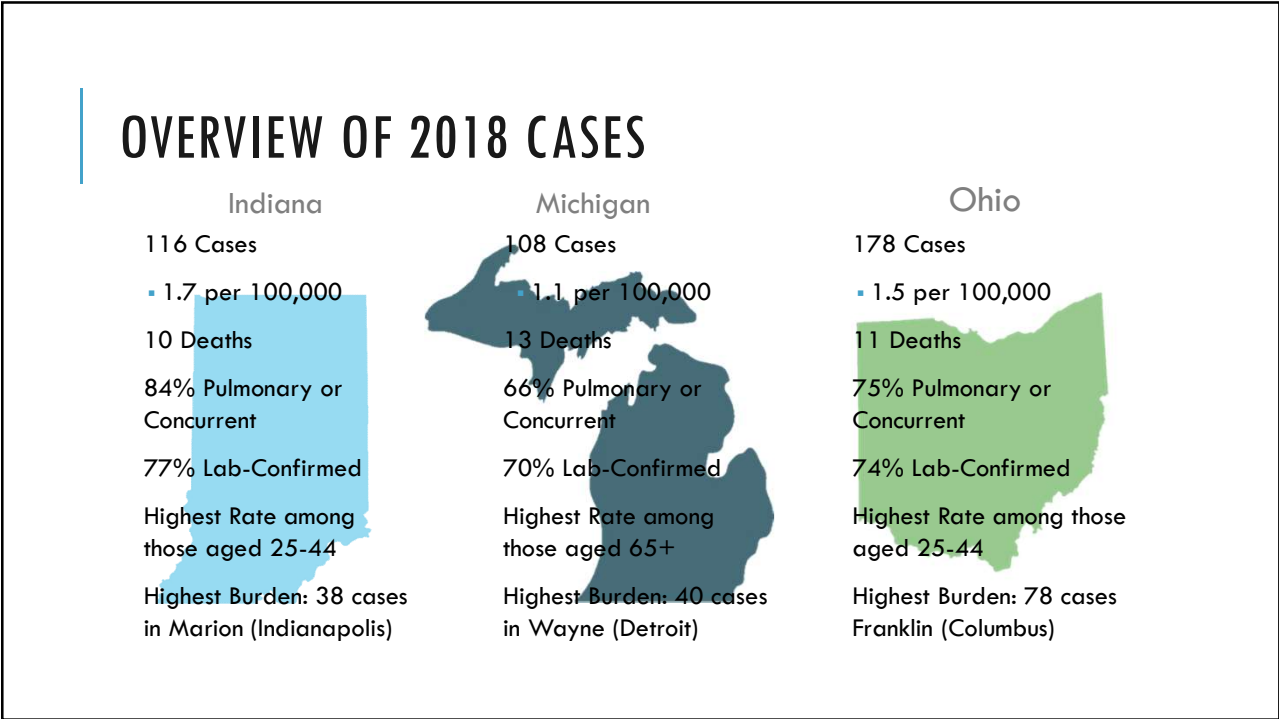 OVERVIEW OF 2018 CASES
Indiana
116 Cases
▪ 1.7 per 100,000
10 Deaths
84% Pulmonary or
Concurrent
77% Lab-Confirmed
Highest Rate among
those aged 25-44
Highest Burden: 38 cases
in Marion (Indianapolis)
Michigan
108 Cases
▪ 1.1 per 100,000
13 Deaths
66% Pulmonary or
Concurrent
70% Lab-Confirmed
Highest Rate among
those aged 65+
Highest Burden: 40 cases
in Wayne (Detroit)
Ohio
178 Cases
▪ 1.5 per 100,000
11 Deaths
75% Pulmonary or
Concurrent
74% Lab-Confirmed
Highest Rate among those
aged 25-44
Highest Burden: 78 cases
Franklin (Columbus)